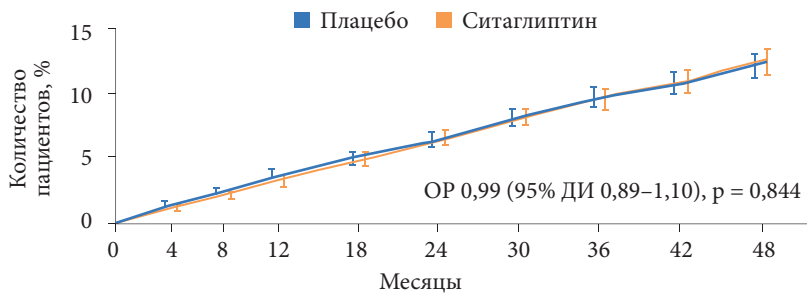 Плацебо Ситаглиптин
Количество
пациентов, %
15
10
5
0
ОР 0,99 (95% ДИ 0,89–1,10), р = 0,844
0 4 8 12 18 24 30 36 42 48
Месяцы